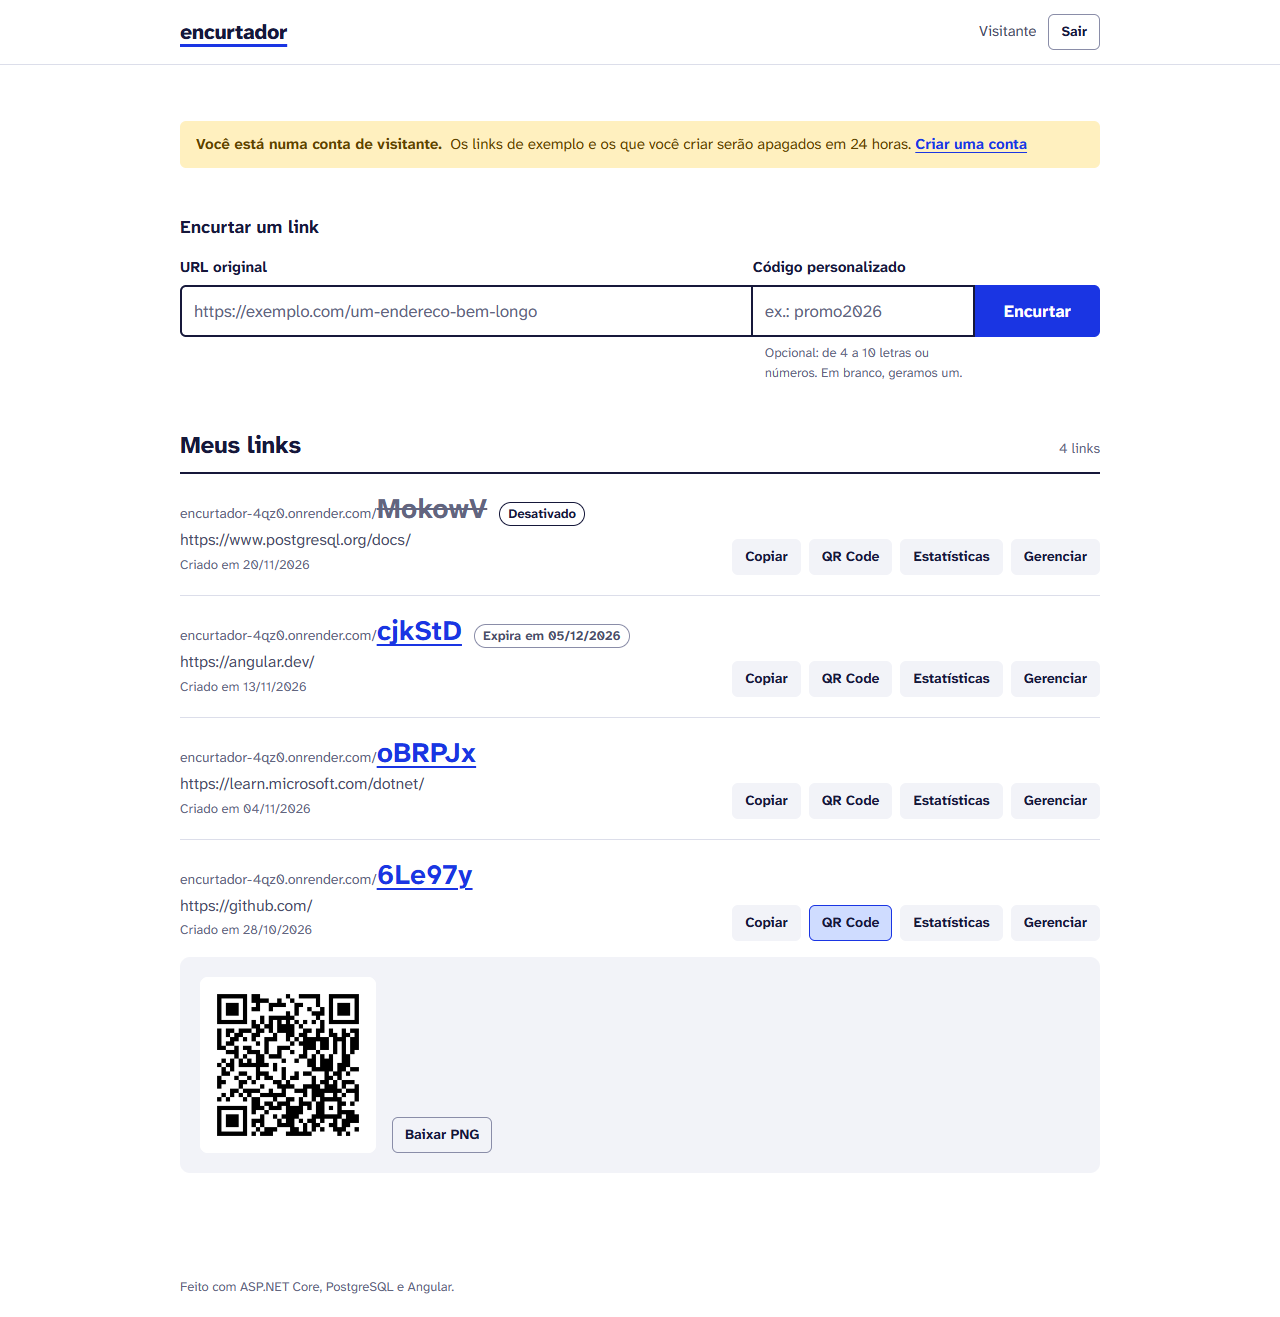 encurtador
Visitante Sair
Você está numa conta de visitante. Os links de exemplo e os que você criar serão apagados em 24 horas. Criar uma conta
Encurtar um link
URL original Código personalizado
https://exemplo.com/um-endereco-bem-longo ex.: promo2026 Encurtar
Opcional: de 4 a 10 letras ou
números. Em branco, geramos um.
Meus links 4 links
encurtador-4qz0.onrender.com/MokowV Desativado
https://www.postgresql.org/docs/
Criado em 20/11/2026
Copiar QR Code Estatísticas Gerenciar
encurtador-4qz0.onrender.com/cjkStD Expira em 05/12/2026
https://angular.dev/
Criado em 13/11/2026
Copiar QR Code Estatísticas Gerenciar
encurtador-4qz0.onrender.com/oBRPJx
https://learn.microsoft.com/dotnet/
Criado em 04/11/2026
Copiar QR Code Estatísticas Gerenciar
encurtador-4qz0.onrender.com/6Le97y
https://github.com/
Criado em 28/10/2026
Copiar QR Code Estatísticas Gerenciar
Baixar PNG
Feito com ASP.NET Core, PostgreSQL e Angular.